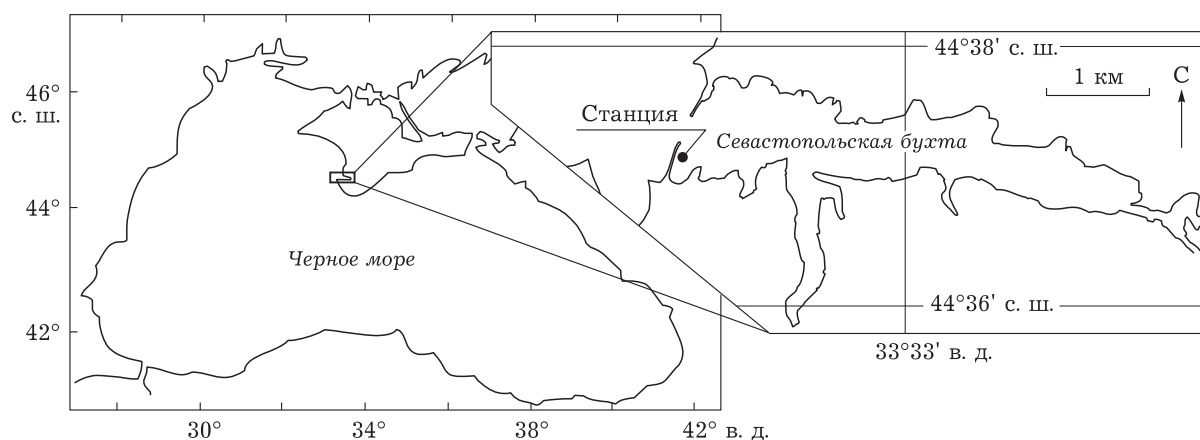 44°38' с. ш.
1 км
С
46°
с. ш.
Станция
Севастопольская бухта
44°
Черное море
44°36' с. ш.
42°
33°33' в. д.
30°
34°
38°
42° в. д.